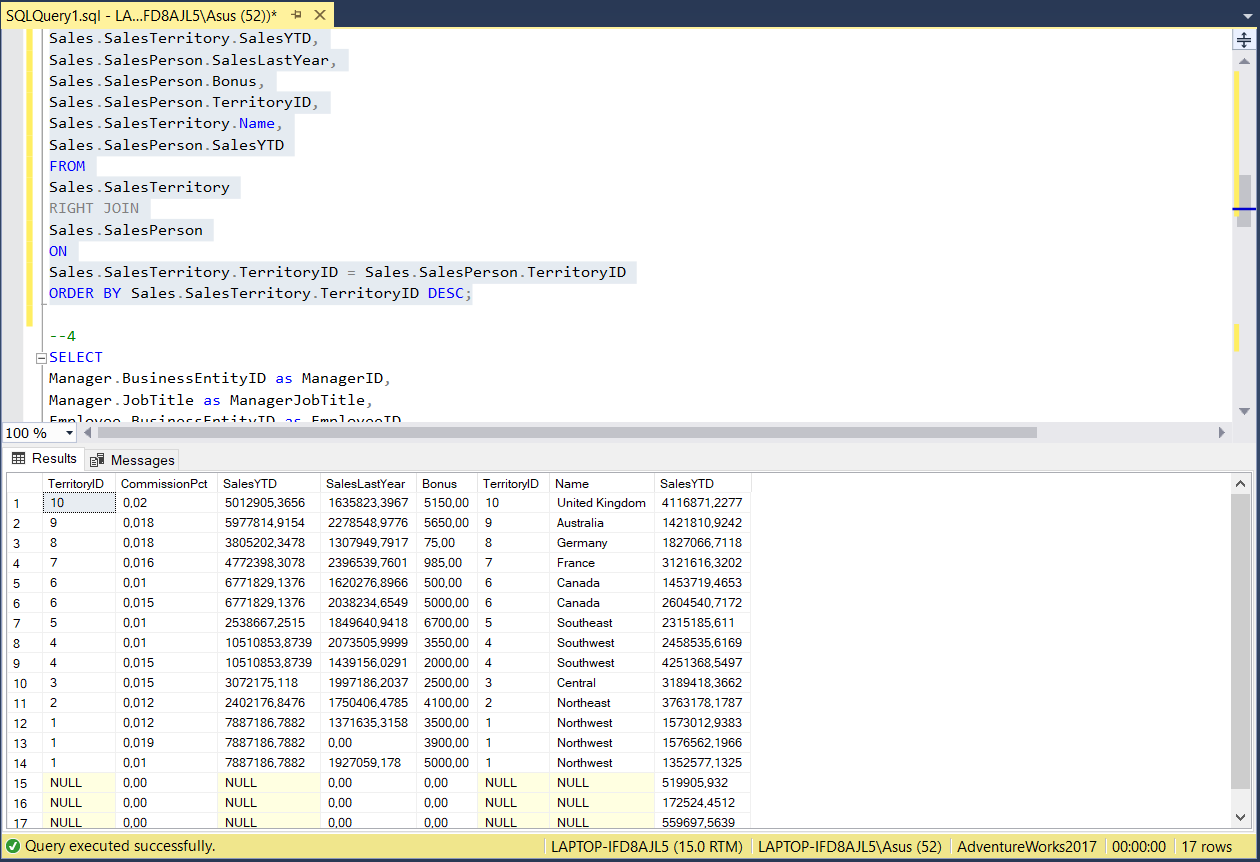 SQLQuery1.sql - LA...FD8AJL5\Asus (52))*
Sales.SalesTerritory.SalesYTD,
Sales.SalesPerson.SalesLastYear,
Sales.SalesPerson.Bonus,
Sales.SalesPerson.TerritoryID,
Sales.SalesTerritory.Name,
Sales.SalesPerson.SalesYTD
FROM
Sales.SalesTerritory
RIGHT JOIN
Sales.SalesPerson
ON
Sales.SalesTerritory.TerritoryID = Sales.SalesPerson.TerritoryID
ORDER BY Sales.SalesTerritory.TerritoryID DESC;
--4
SELECT
Manager.BusinessEntityID as ManagerID,
Manager.JobTitle as ManagerJobTitle,
Employee.BusinessEntityID as EmployeeID
100 %
Results Messages
TerritoryID CommissionPct SalesYTD SalesLastYear Bonus TerritoryID Name SalesYTD
1 10 0,02 5012905,3656 1635823,3967 5150,00 10 United Kingdom 4116871,2277
2 9 0,018 5977814,9154 2278548,9776 5650,00 9 Australia 1421810,9242
3 8 0,018 3805202,3478 1307949,7917 75,00 8 Germany 1827066,7118
4 7 0,016 4772398,3078 2396539,7601 985,00 7 France 3121616,3202
5 6 0,01 6771829,1376 1620276,8966 500,00 6 Canada 1453719,4653
6 6 0,015 6771829,1376 2038234,6549 5000,00 6 Canada 2604540,7172
7 5 0,01 2538667,2515 1849640,9418 6700,00 5 Southeast 2315185,611
8 4 0,01 10510853,8739 2073505,9999 3550,00 4 Southwest 2458535,6169
9 4 0,015 10510853,8739 1439156,0291 2000,00 4 Southwest 4251368,5497
10 3 0,015 3072175,118 1997186,2037 2500,00 3 Central 3189418,3662
11 2 0,012 2402176,8476 1750406,4785 4100,00 2 Northeast 3763178,1787
12 1 0,012 7887186,7882 1371635,3158 3500,00 1 Northwest 1573012,9383
13 1 0,019 7887186,7882 0,00 3900,00 1 Northwest 1576562,1966
14 1 0,01 7887186,7882 1927059,178 5000,00 1 Northwest 1352577,1325
15 NULL 0,00 NULL 0,00 0,00 NULL NULL 519905,932
16 NULL 0,00 NULL 0,00 0,00 NULL NULL 172524,4512
17 NULL 0,00 NULL 0,00 0,00 NULL NULL 559697,5639
Query executed successfully. LAPTOP-IFD8AJL5 (15.0 RTM) LAPTOP-IFD8AJL5\Asus (52) AdventureWorks2017 00:00:00 17 rows